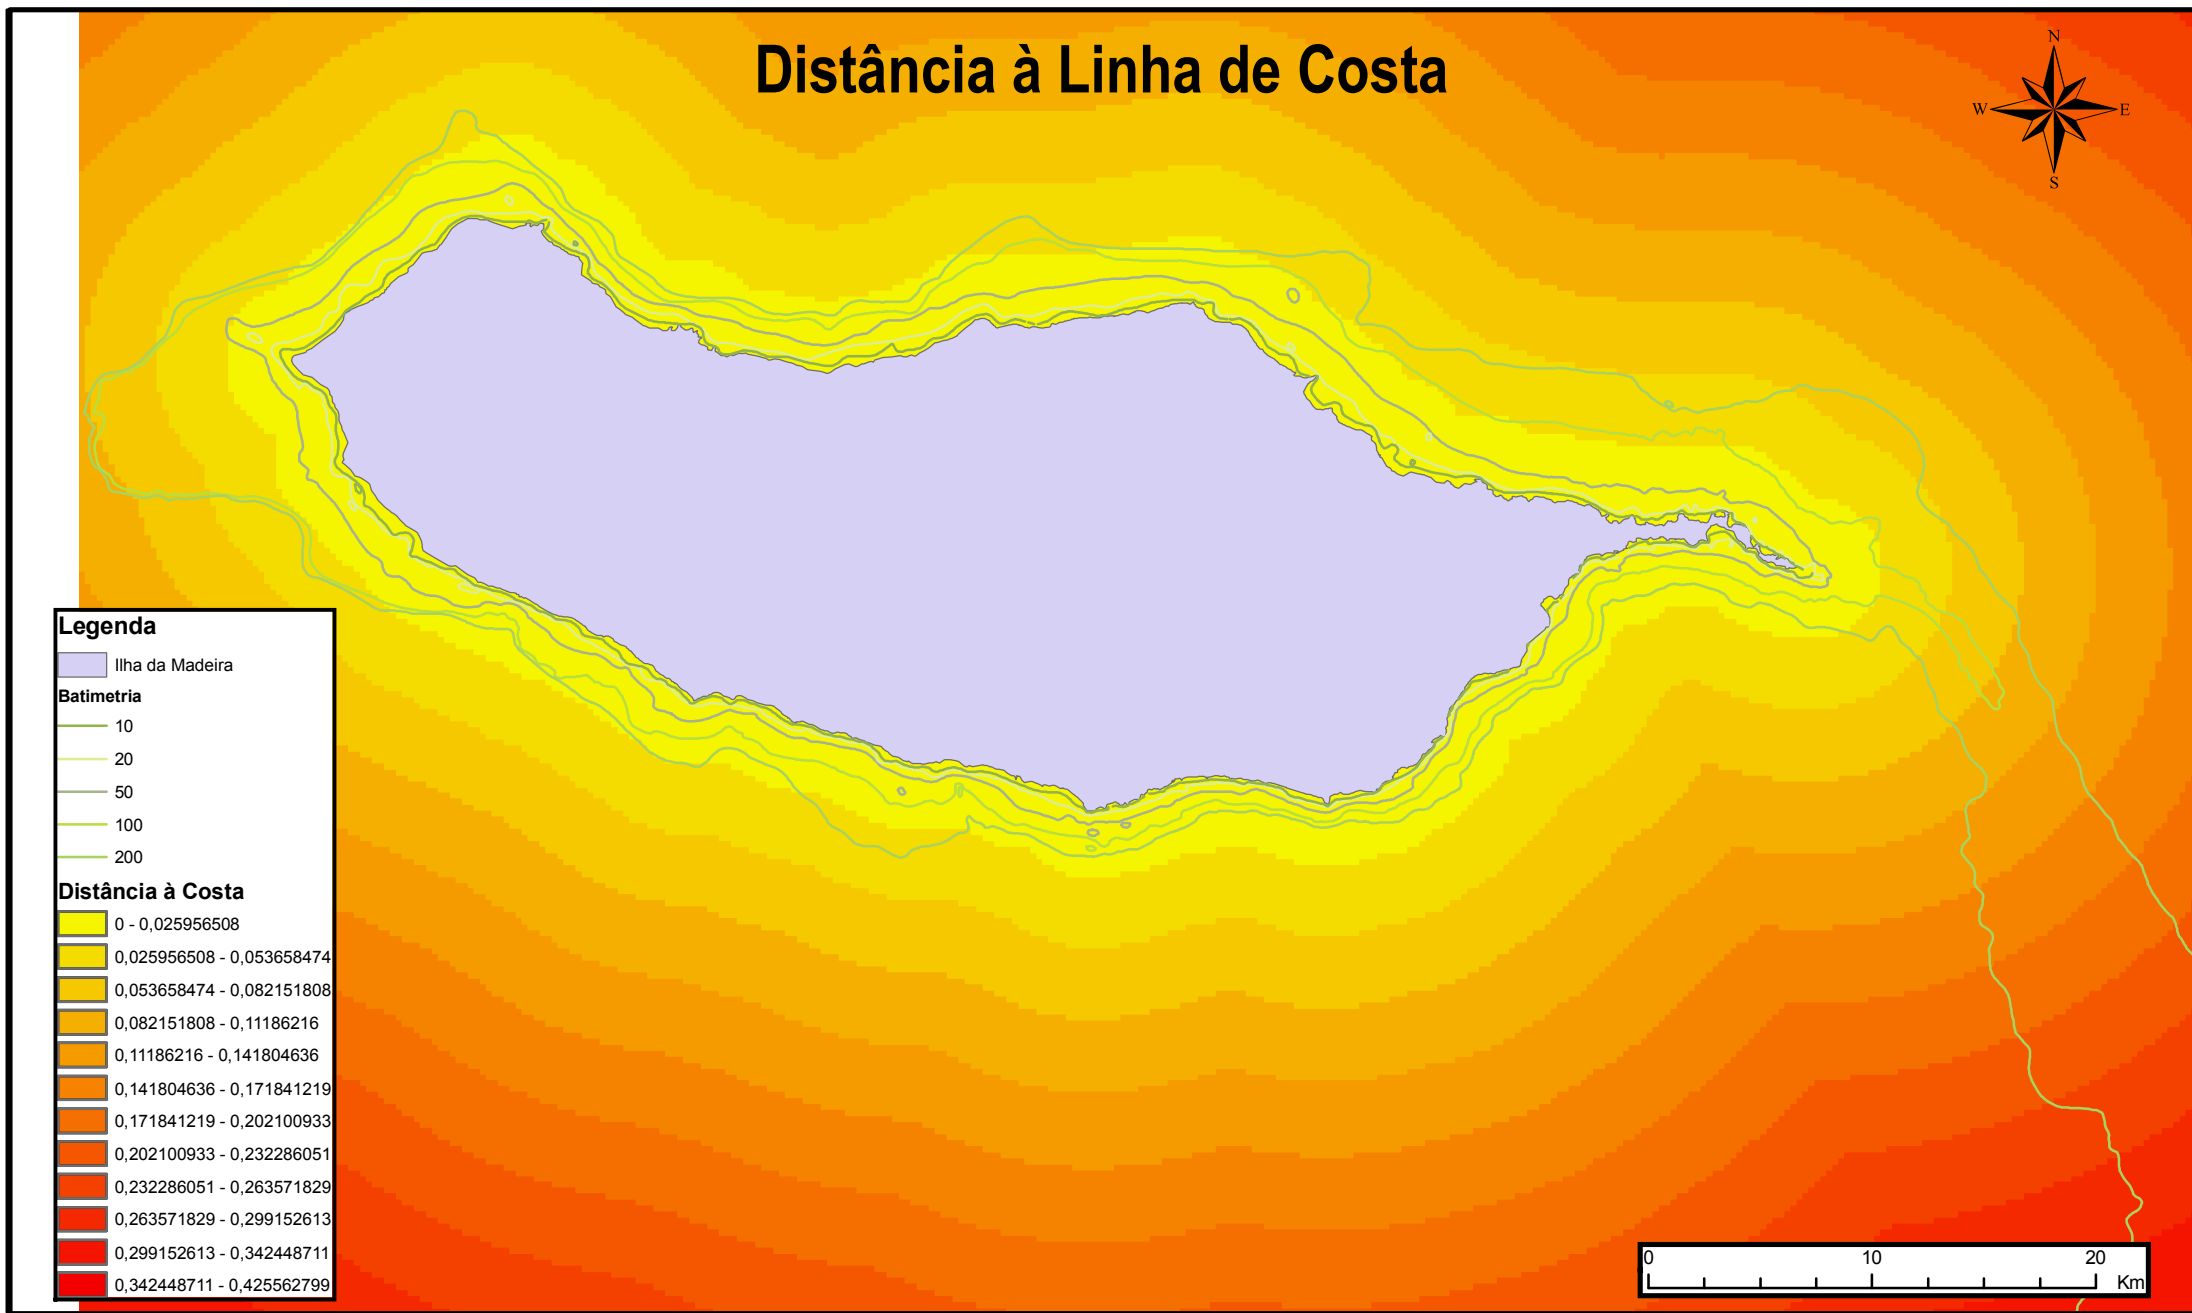 Distância à Linha de Costa
N
W
E
S
Legenda
Ilha da Madeira
Batimetria
10
20
50
100
200
Distância à Costa
0 - 0,025956508
0,025956508 - 0,053658474
0,053658474 - 0,082151808
0,082151808 - 0,11186216
0,11186216 - 0,141804636
0,141804636 - 0,171841219
0,171841219 - 0,202100933
0,202100933 - 0,232286051
0,232286051 - 0,263571829
0,263571829 - 0,299152613
0,299152613 - 0,342448711
0,342448711 - 0,425562799
0 10 20
Km